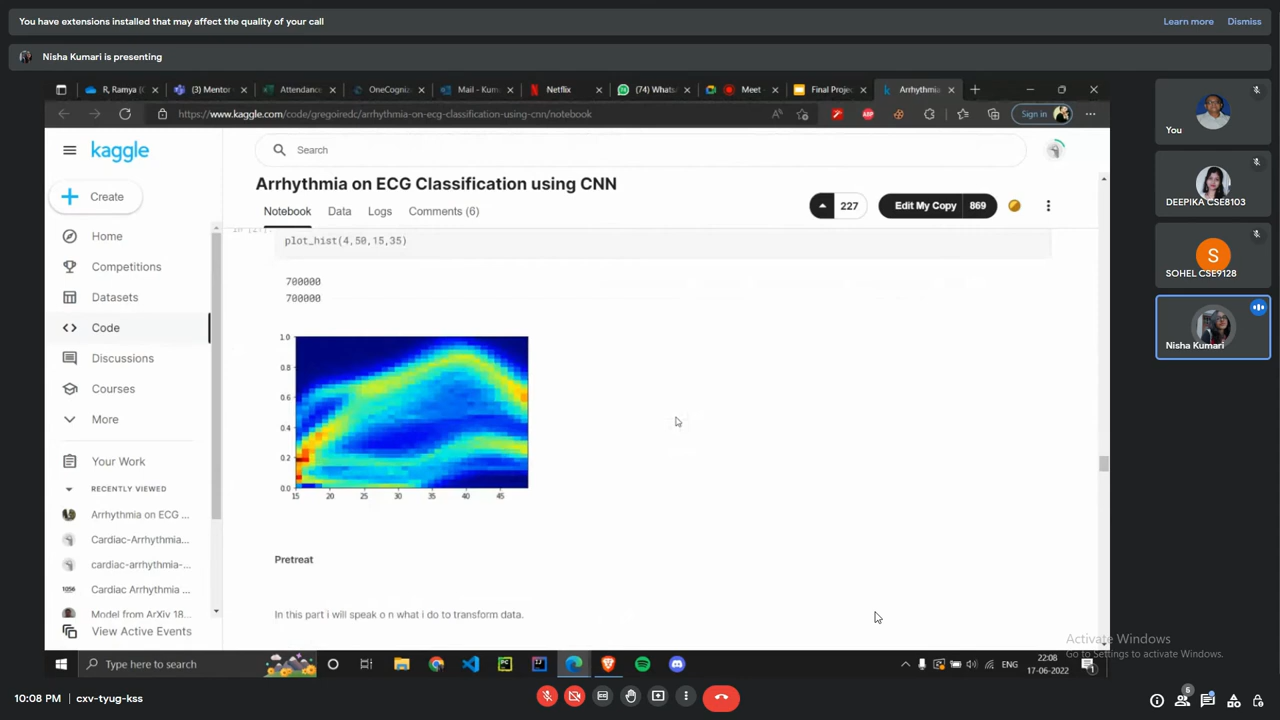 You have extensions installed that may affect the quality of your call
Learn more
Dismiss
Nisha Kumari is presenting
R, Ramya (C
(3) Mentor
Attendanc
OneCogniz
Mail - Kum
Netflix
(74) Whats
Meet -
Final Projec
Arrhythmia
https://www.kaggle.com/code/gregoiredc/arrhythmia-on-ecg-classification-using-cnn/notebook
Sign in
kaggle
Search
Create
Home
Competitions
Datasets
Code
Discussions
Courses
More
Your Work
RECENTLY VIEWED
Arrhythmia on ECG ...
Cardiac-Arrhythmia...
cardiac-arrhythmia-...
Cardiac Arrhythmia ...
Model from ArXiv 18...
View Active Events
Arrhythmia on ECG Classification using CNN
Notebook
Data
Logs
Comments (6)
227
Edit My Copy
869
plot_hist(4,50,15,35)
700000
700000
1.0
0.8
0.6
0.4
0.2
0.0
15 20 25 30 35 40 45
Pretreat
In this part i will speak o n what i do to transform data.
You
DEEPIKA CSE8103
S
SOHEL CSE9128
Nisha Kumari
Activate Windows
Go to Settings to activate Windows.
Type here to search
ENG
22:08
17-06-2022
10:08 PM
cxv-tyug-kss